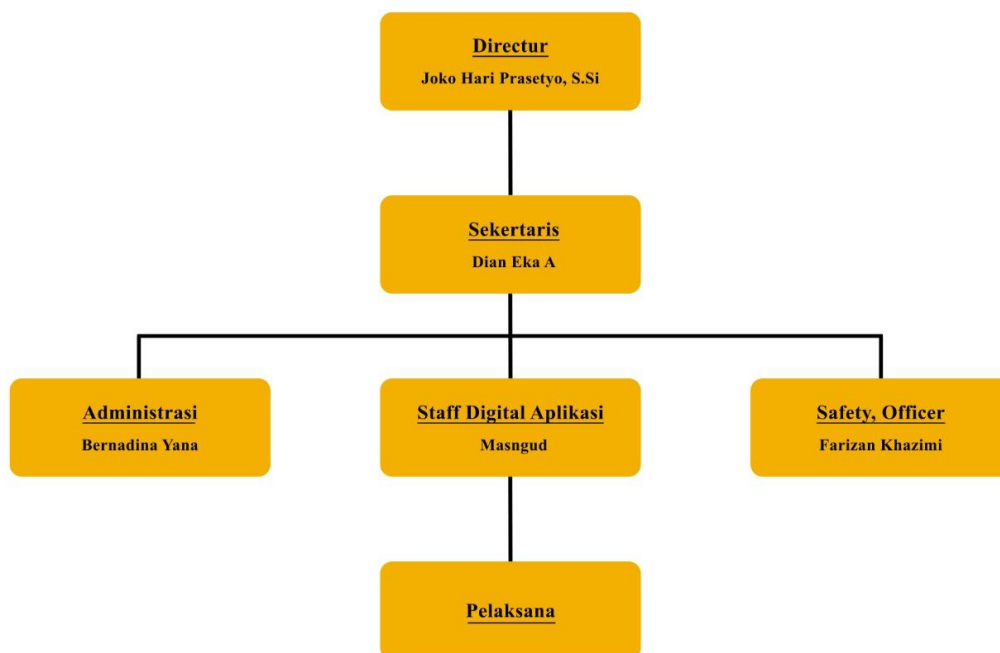 Directur
Joko Hari Prasetyo, S.Si
Sekertaris
Dian Eka A
Administrasi
Bernadina Yana
Staff Digital Aplikasi
Masngud
Safety, Officer
Farizan Khazimi
Pelaksana